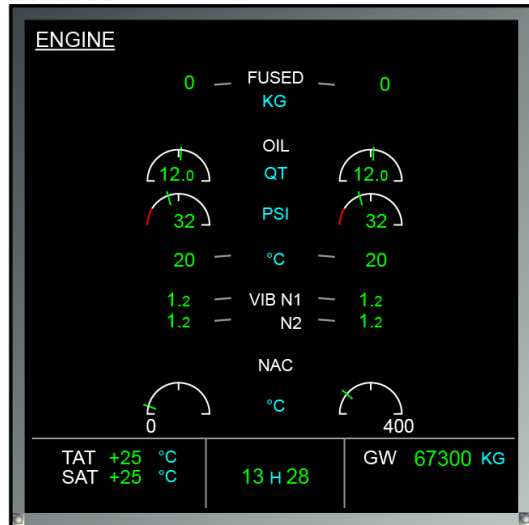 ENGINE
0 FUSED 0
KG
OIL
12.0 QT 12.0
32 PSI 32
20 °C 20
1.2 VIB N1 1.2
1.2 N2 1.2
NAC
°C
0 400
TAT +25 °C
SAT +25 °C
13 H 28
GW 67300 KG